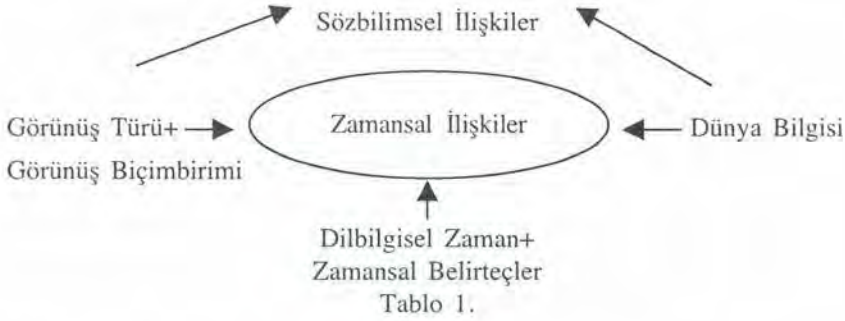 Sözbilimsel İlişkiler
Görünüş Türü+
Görünüş Biçimbirimi
Zamansal İlişkiler
Dünya Bilgisi
Dilbilgisel Zaman+
Zamansal Belirteçler
Tablo 1.